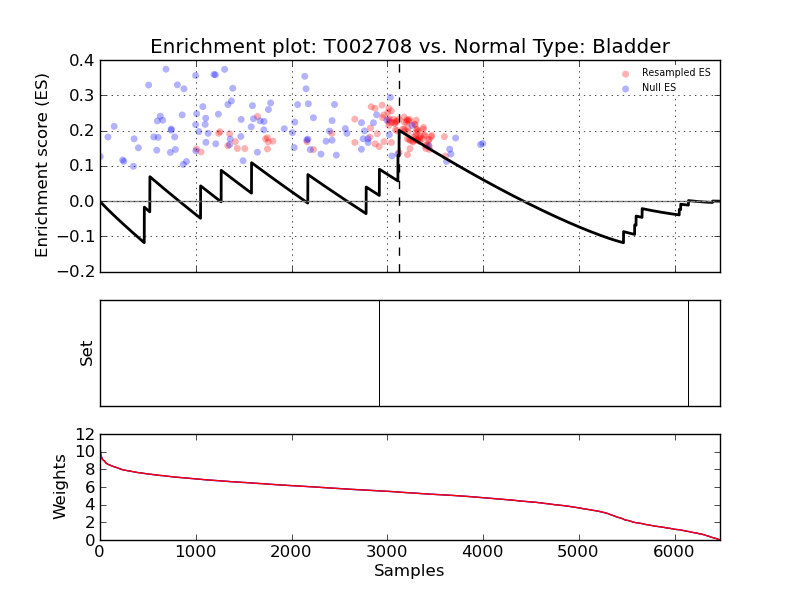 Enrichment plot: T002708 vs. Normal Type: Bladder
Enrichment score (ES)
0.4
0.3
0.2
0.1
0.0
−0.1
−0.2
Resampled ES
Null ES
Set
Weights
12
10
8
6
4
2
0
0 1000 2000 3000 4000 5000 6000
Samples